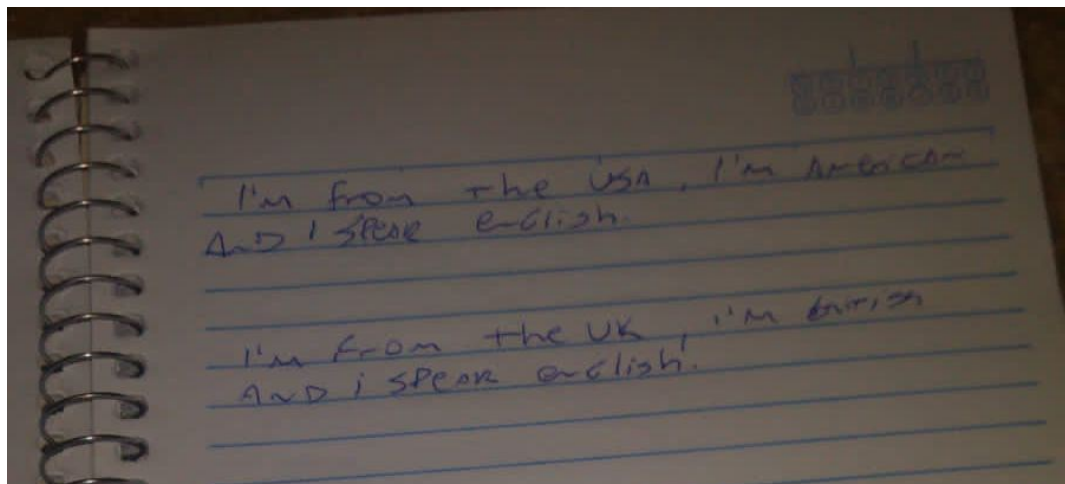 I'm from the USA, I'm American
AND I SPEAK english.
I'm from the UK, i'm british
AND i SPEAK english.